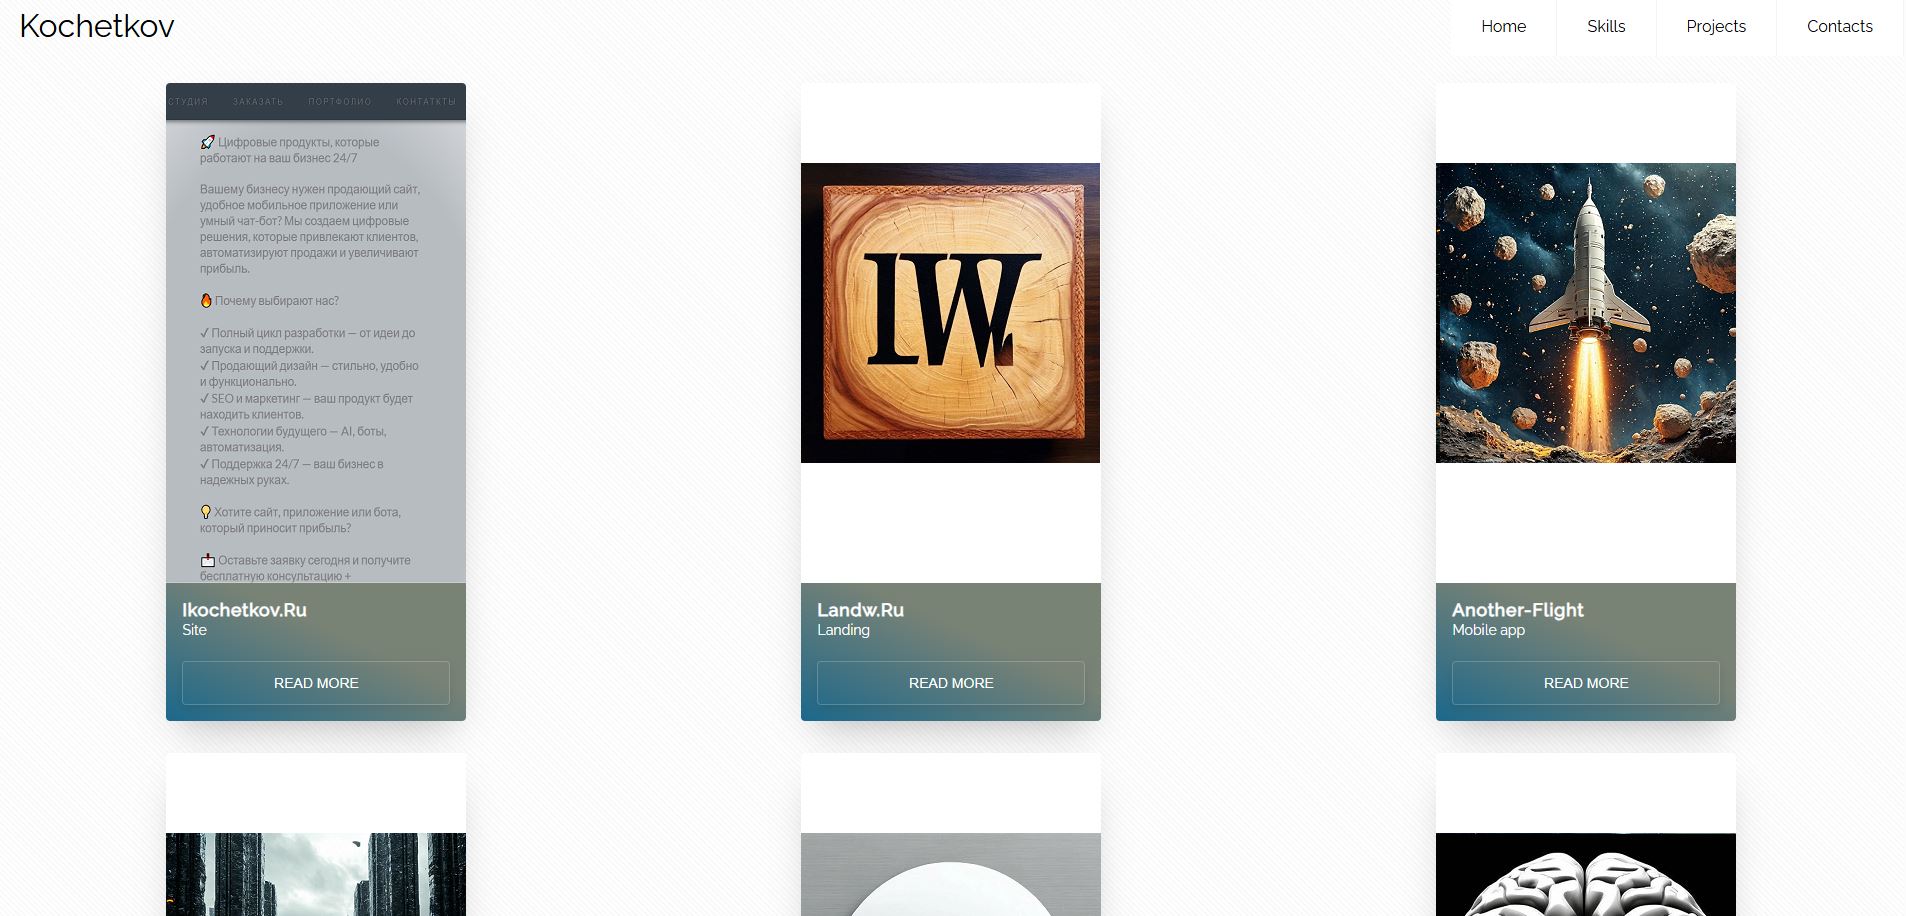 Kochetkov
Home
Skills
Projects
Contacts
СТУДИЯ
ЗАКАЗАТЬ
ПОРТФОЛИО
КОНТАТКТЫ
🚀 Цифровые продукты, которые
работают на ваш бизнес 24/7
Вашему бизнесу нужен продающий сайт,
удобное мобильное приложение или
умный чат-бот? Мы создаем цифровые
решения, которые привлекают клиентов,
автоматизируют продажи и увеличивают
прибыль.
🔥 Почему выбирают нас?
✓ Полный цикл разработки — от идеи до
запуска и поддержки.
✓ Продающий дизайн — стильно, удобно
и функционально.
✓ SEO и маркетинг — ваш продукт будет
находить клиентов.
✓ Технологии будущего — AI, боты,
автоматизация.
✓ Поддержка 24/7 — ваш бизнес в
надежных руках.
💡 Хотите сайт, приложение или бота,
который приносит прибыль?
📩 Оставьте заявку сегодня и получите
бесплатную консультацию +
Ikochetkov.Ru
Site
READ MORE
IW
Landw.Ru
Landing
READ MORE
Another-Flight
Mobile app
READ MORE